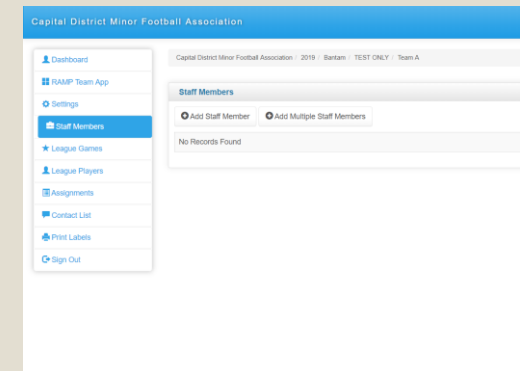 Capital District Minor Football Association
Dashboard
RAMP Team App
Settings
Staff Members
League Games
League Players
Assignments
Contact List
Print Labels
Sign Out
Capital District Minor Football Association / 2019 / Bantam / TEST ONLY / Team A
Staff Members
Add Staff Member Add Multiple Staff Members
No Records Found